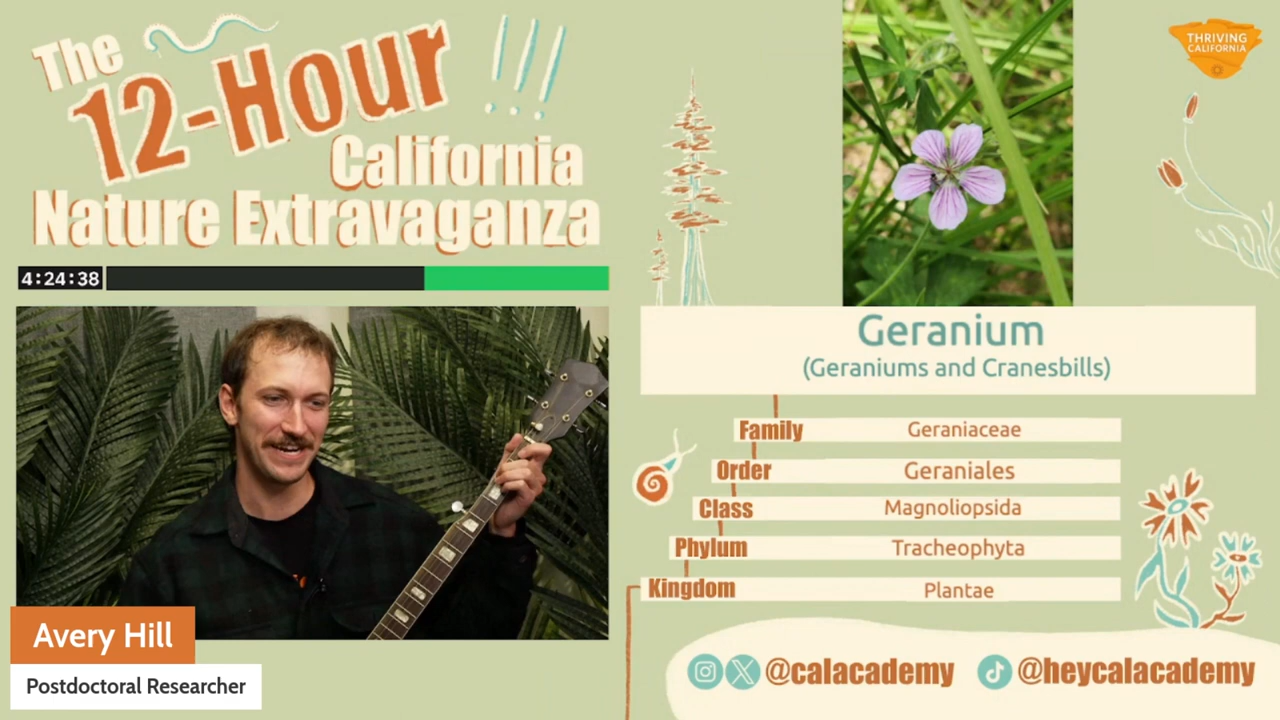 The
12-Hour!!!
California
Nature Extravaganza
4:24:38
Avery Hill
Postdoctoral Researcher
THRIVING
CALIFORNIA
Geranium
(Geraniums and Cranesbills)
Family Geraniaceae
Order Geraniales
Class Magnoliopsida
Phylum Tracheophyta
Kingdom Plantae
@calacademy @heycalacademy